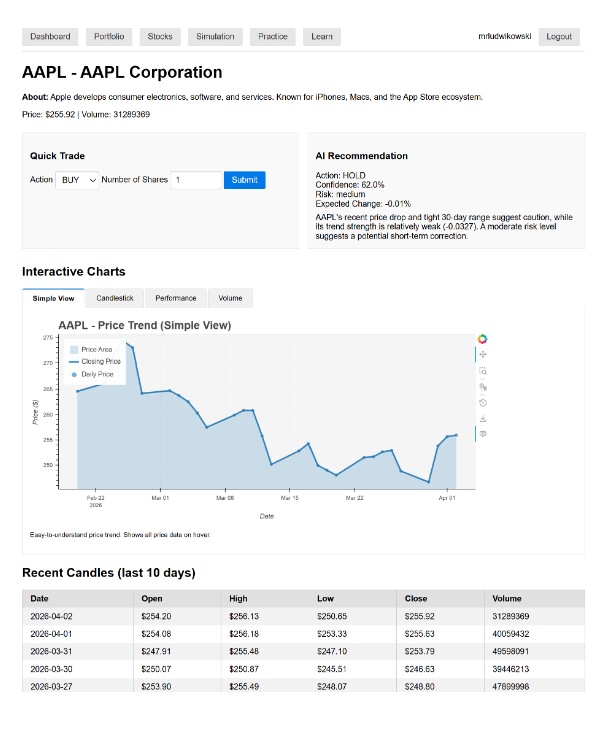 Dashboard Portfolio Stocks Simulation Practice Learn mrludwikowski Logout
AAPL - AAPL Corporation
About: Apple develops consumer electronics, software, and services. Known for iPhones, Macs, and the App Store ecosystem.
Price: $255.92 | Volume: 31289369
Quick Trade
Action BUY Number of Shares 1 Submit
AI Recommendation
Action: HOLD
Confidence: 62.0%
Risk: medium
Expected Change: -0.01%
AAPL's recent price drop and tight 30-day range suggest caution, while
its trend strength is relatively weak (-0.0327). A moderate risk level
suggests a potential short-term correction.
Interactive Charts
Simple View Candlestick Performance Volume
AAPL - Price Trend (Simple View)
Price Area
Closing Price
Daily Price
275
270
265
260
255
250
Price ($)
Feb 22 Mar 01 Mar 08 Mar 15 Mar 22 Apr 01
2026
Date
Easy-to-understand price trend. Shows all price date on hover.
Recent Candles (last 10 days)
Date Open High Low Close Volume
2026-04-02 $254.20 $256.13 $250.65 $255.92 31289369
2026-04-01 $254.08 $256.18 $253.33 $255.63 40059432
2026-03-31 $247.91 $255.48 $247.10 $253.79 49598091
2026-03-30 $250.07 $250.87 $245.51 $246.63 39446213
2026-03-27 $253.90 $255.49 $248.07 $248.80 47899998